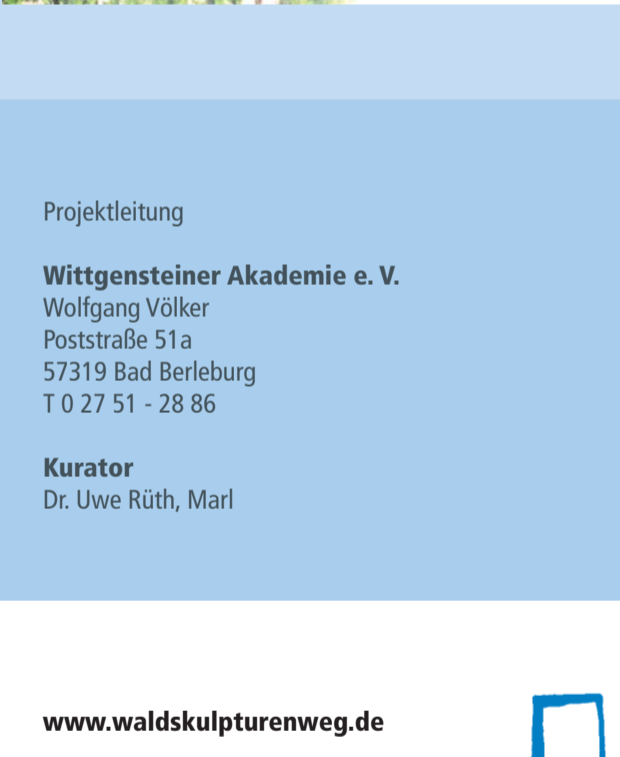 Projektleitung
Wittgensteiner Akademie e. V.
Wolfgang Völker
Poststraße 51a
57319 Bad Berleburg
T 0 27 51 - 28 86
Kurator
Dr. Uwe Rüth, Marl
www.waldskulpturenweg.de